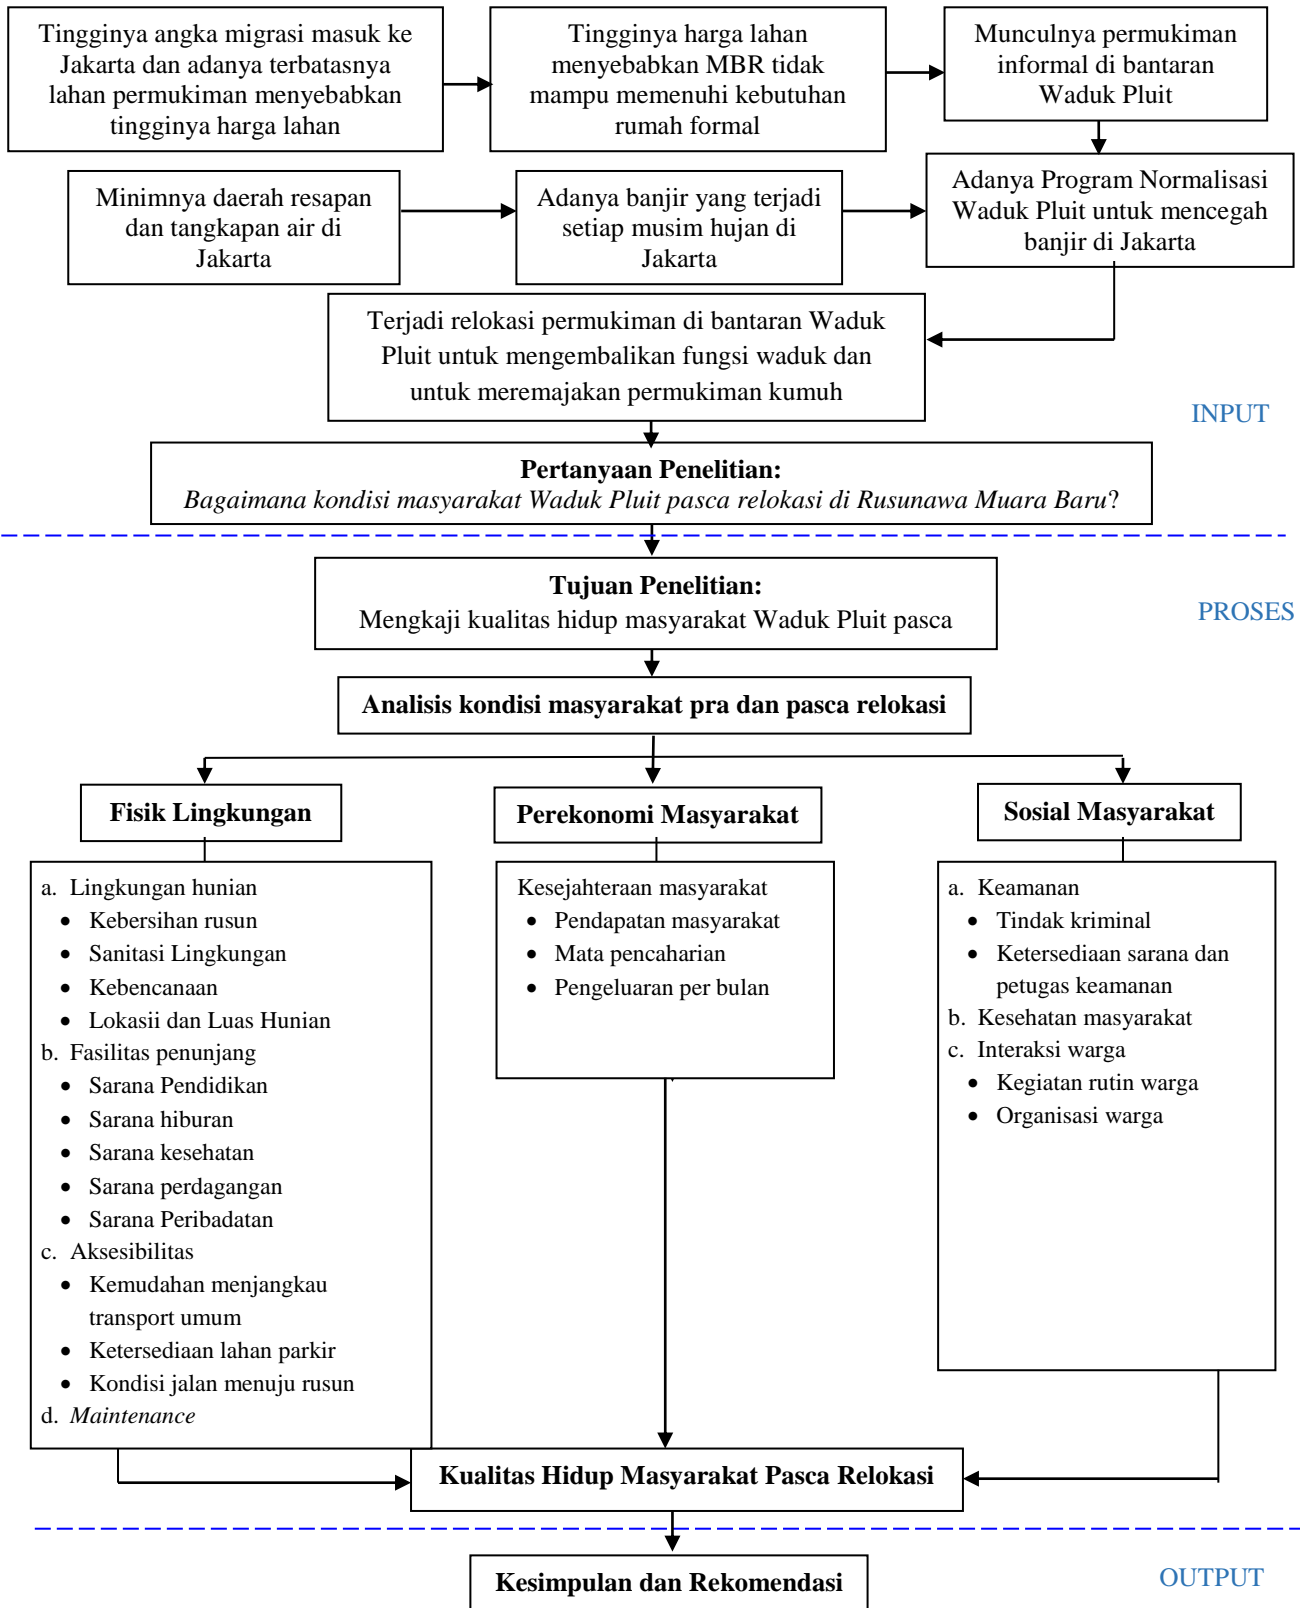 Tingginya angka migrasi masuk ke
Jakarta dan adanya terbatasnya
lahan permukiman menyebabkan
tingginya harga lahan
Tingginya harga lahan
menyebabkan MBR tidak
mampu memenuhi kebutuhan
rumah formal
Munculnya permukiman
informal di bantaran
Waduk Pluit
Minimnya daerah resapan
dan tangkapan air di
Jakarta
Adanya banjir yang terjadi
setiap musim hujan di
Jakarta
Adanya Program Normalisasi
Waduk Pluit untuk mencegah
banjir di Jakarta
Terjadi relokasi permukiman di bantaran Waduk
Pluit untuk mengembalikan fungsi waduk dan
untuk meremajakan permukiman kumuh
INPUT
Pertanyaan Penelitian:
Bagaimana kondisi masyarakat Waduk Pluit pasca relokasi di Rusunawa Muara Baru?
Tujuan Penelitian:
Mengkaji kualitas hidup masyarakat Waduk Pluit pasca
PROSES
Analisis kondisi masyarakat pra dan pasca relokasi
Fisik Lingkungan
a. Lingkungan hunian
• Kebersihan rusun
• Sanitasi Lingkungan
• Kebencanaan
• Lokasii dan Luas Hunian
b. Fasilitas penunjang
• Sarana Pendidikan
• Sarana hiburan
• Sarana kesehatan
• Sarana perdagangan
• Sarana Peribadatan
c. Aksesibilitas
• Kemudahan menjangkau
transport umum
• Ketersediaan lahan parkir
• Kondisi jalan menuju rusun
d. Maintenance
Perekonomi Masyarakat
Kesejahteraan masyarakat
• Pendapatan masyarakat
• Mata pencaharian
• Pengeluaran per bulan
Sosial Masyarakat
a. Keamanan
• Tindak kriminal
• Ketersediaan sarana dan
petugas keamanan
b. Kesehatan masyarakat
c. Interaksi warga
• Kegiatan rutin warga
• Organisasi warga
Kualitas Hidup Masyarakat Pasca Relokasi
Kesimpulan dan Rekomendasi
OUTPUT